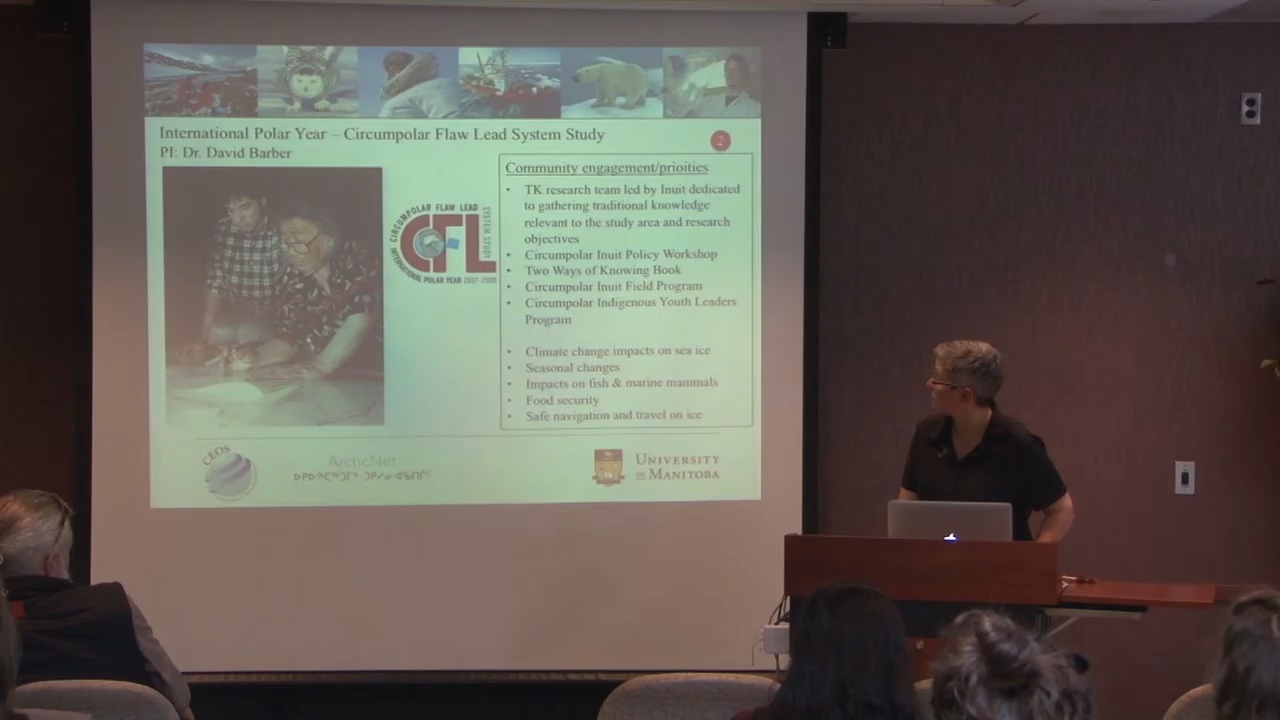 International Polar Year – Circumpolar Flaw Lead System Study
PI: Dr. David Barber
2
CIRCUMPOLAR FLAW LEAD
SYSTEM STUDY
CFL
INTERNATIONAL POLAR YEAR 2007-2008
Community engagement/prioities
• TK research team led by Inuit dedicated
to gathering traditional knowledge
relevant to the study area and research
objectives
• Circumpolar Inuit Policy Workshop
• Two Ways of Knowing Book
• Circumpolar Inuit Field Program
• Circumpolar Indigenous Youth Leaders
Program
• Climate change impacts on sea ice
• Seasonal changes
• Impacts on fish & marine mammals
• Food security
• Safe navigation and travel on ice
CEOS
ArcticNet
UNIVERSITY
OF MANITOBA